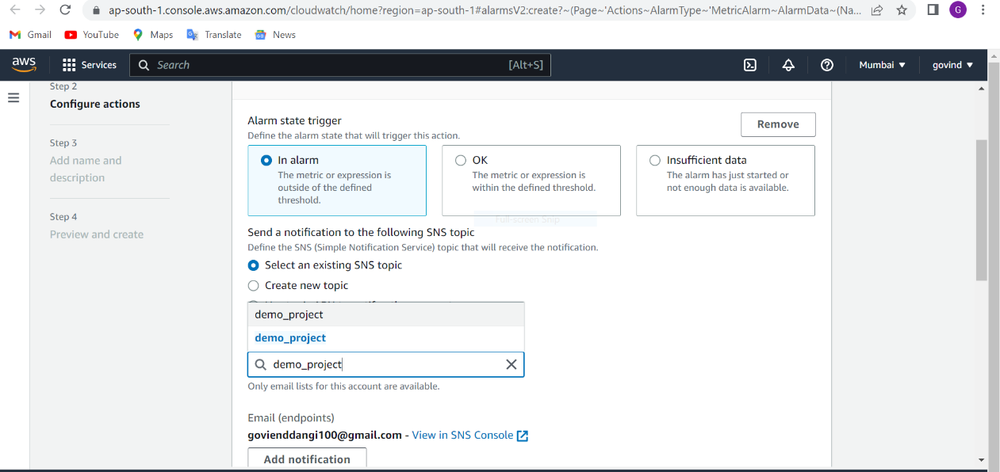 ap-south-1.console.aws.amazon.com/cloudwatch/home?region=ap-south-1#alarmsV2:create?~(Page~'Actions~AlarmType~'MetricAlarm~AlarmData~(Na...
G
Gmail YouTube Maps Translate News
aws Services Search [Alt+S] Mumbai ▼ govind ▼
Step 2
Configure actions
Step 3
Add name and
description
Step 4
Preview and create
Alarm state trigger
Define the alarm state that will trigger this action.
Remove
In alarm
The metric or expression is
outside of the defined
threshold.
OK
The metric or expression is
within the defined threshold.
Insufficient data
The alarm has just started or
not enough data is available.
Full-screen Snip
Send a notification to the following SNS topic
Define the SNS (Simple Notification Service) topic that will receive the notification.
Select an existing SNS topic
Create new topic
demo_project
demo_project
demo_project
Only email lists for this account are available.
Email (endpoints)
govienddangi100@gmail.com - View in SNS Console
Add notification